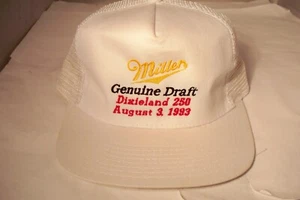 Miller
Genuine Draft
Dixieland 250
August 3, 1993